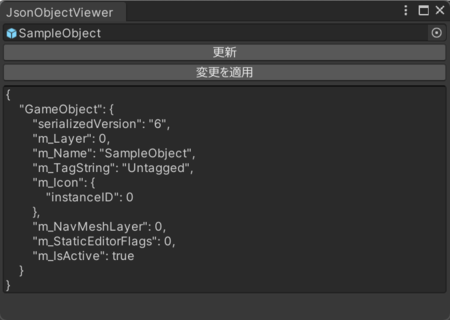 JsonObjectViewer
SampleObject
更新
変更を適用
{
  "GameObject": {
    "serializedVersion": "6",
    "m_Layer": 0,
    "m_Name": "SampleObject",
    "m_TagString": "Untagged",
    "m_Icon": {
      "instanceID": 0
    },
    "m_NavMeshLayer": 0,
    "m_StaticEditorFlags": 0,
    "m_IsActive": true
  }
}